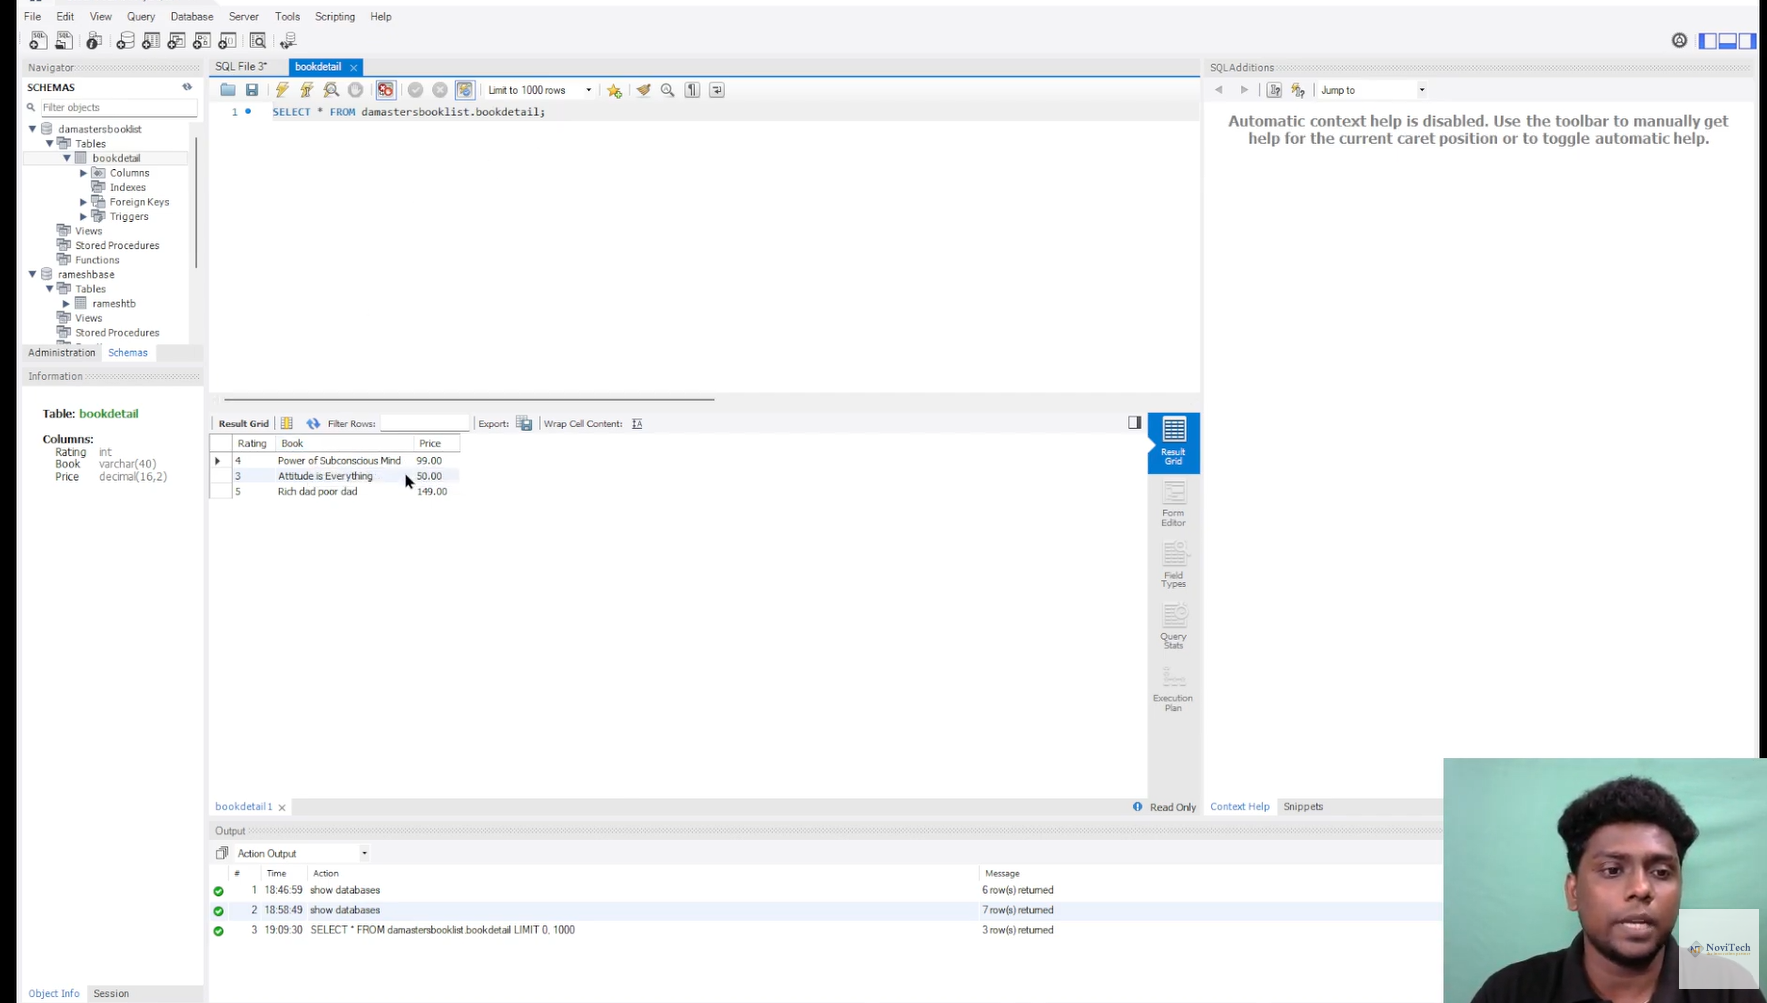 File Edit View Query Database Server Tools Scripting Help
Navigator
SCHEMAS
Filter objects
damastersbooklist
Tables
bookdetail
Columns
Indexes
Foreign Keys
Triggers
Views
Stored Procedures
Functions
rameshbase
Tables
rameshtb
Views
Stored Procedures
Administration Schemas
Information
Table: bookdetail
Columns:
Rating int
Book varchar(40)
Price decimal(16,2)
Object Info Session
SQL File 3* bookdetail
Limit to 1000 rows
1 SELECT * FROM damastersbooklist.bookdetail;
Result Grid Filter Rows: Export: Wrap Cell Content:
Rating Book Price
4 Power of Subconscious Mind 99.00
3 Attitude is Everything 50.00
5 Rich dad poor dad 149.00
Result
Grid
Form
Editor
Field
Types
Query
Stats
Execution
Plan
bookdetail 1 Read Only
Output
Action Output
# Time Action Message
1 18:46:59 show databases 6 row(s) returned
2 18:58:49 show databases 7 row(s) returned
3 19:09:30 SELECT * FROM damastersbooklist.bookdetail LIMIT 0, 1000 3 row(s) returned
SQLAdditions
Jump to
Automatic context help is disabled. Use the toolbar to manually get
help for the current caret position or to toggle automatic help.
Context Help Snippets
NoviTech